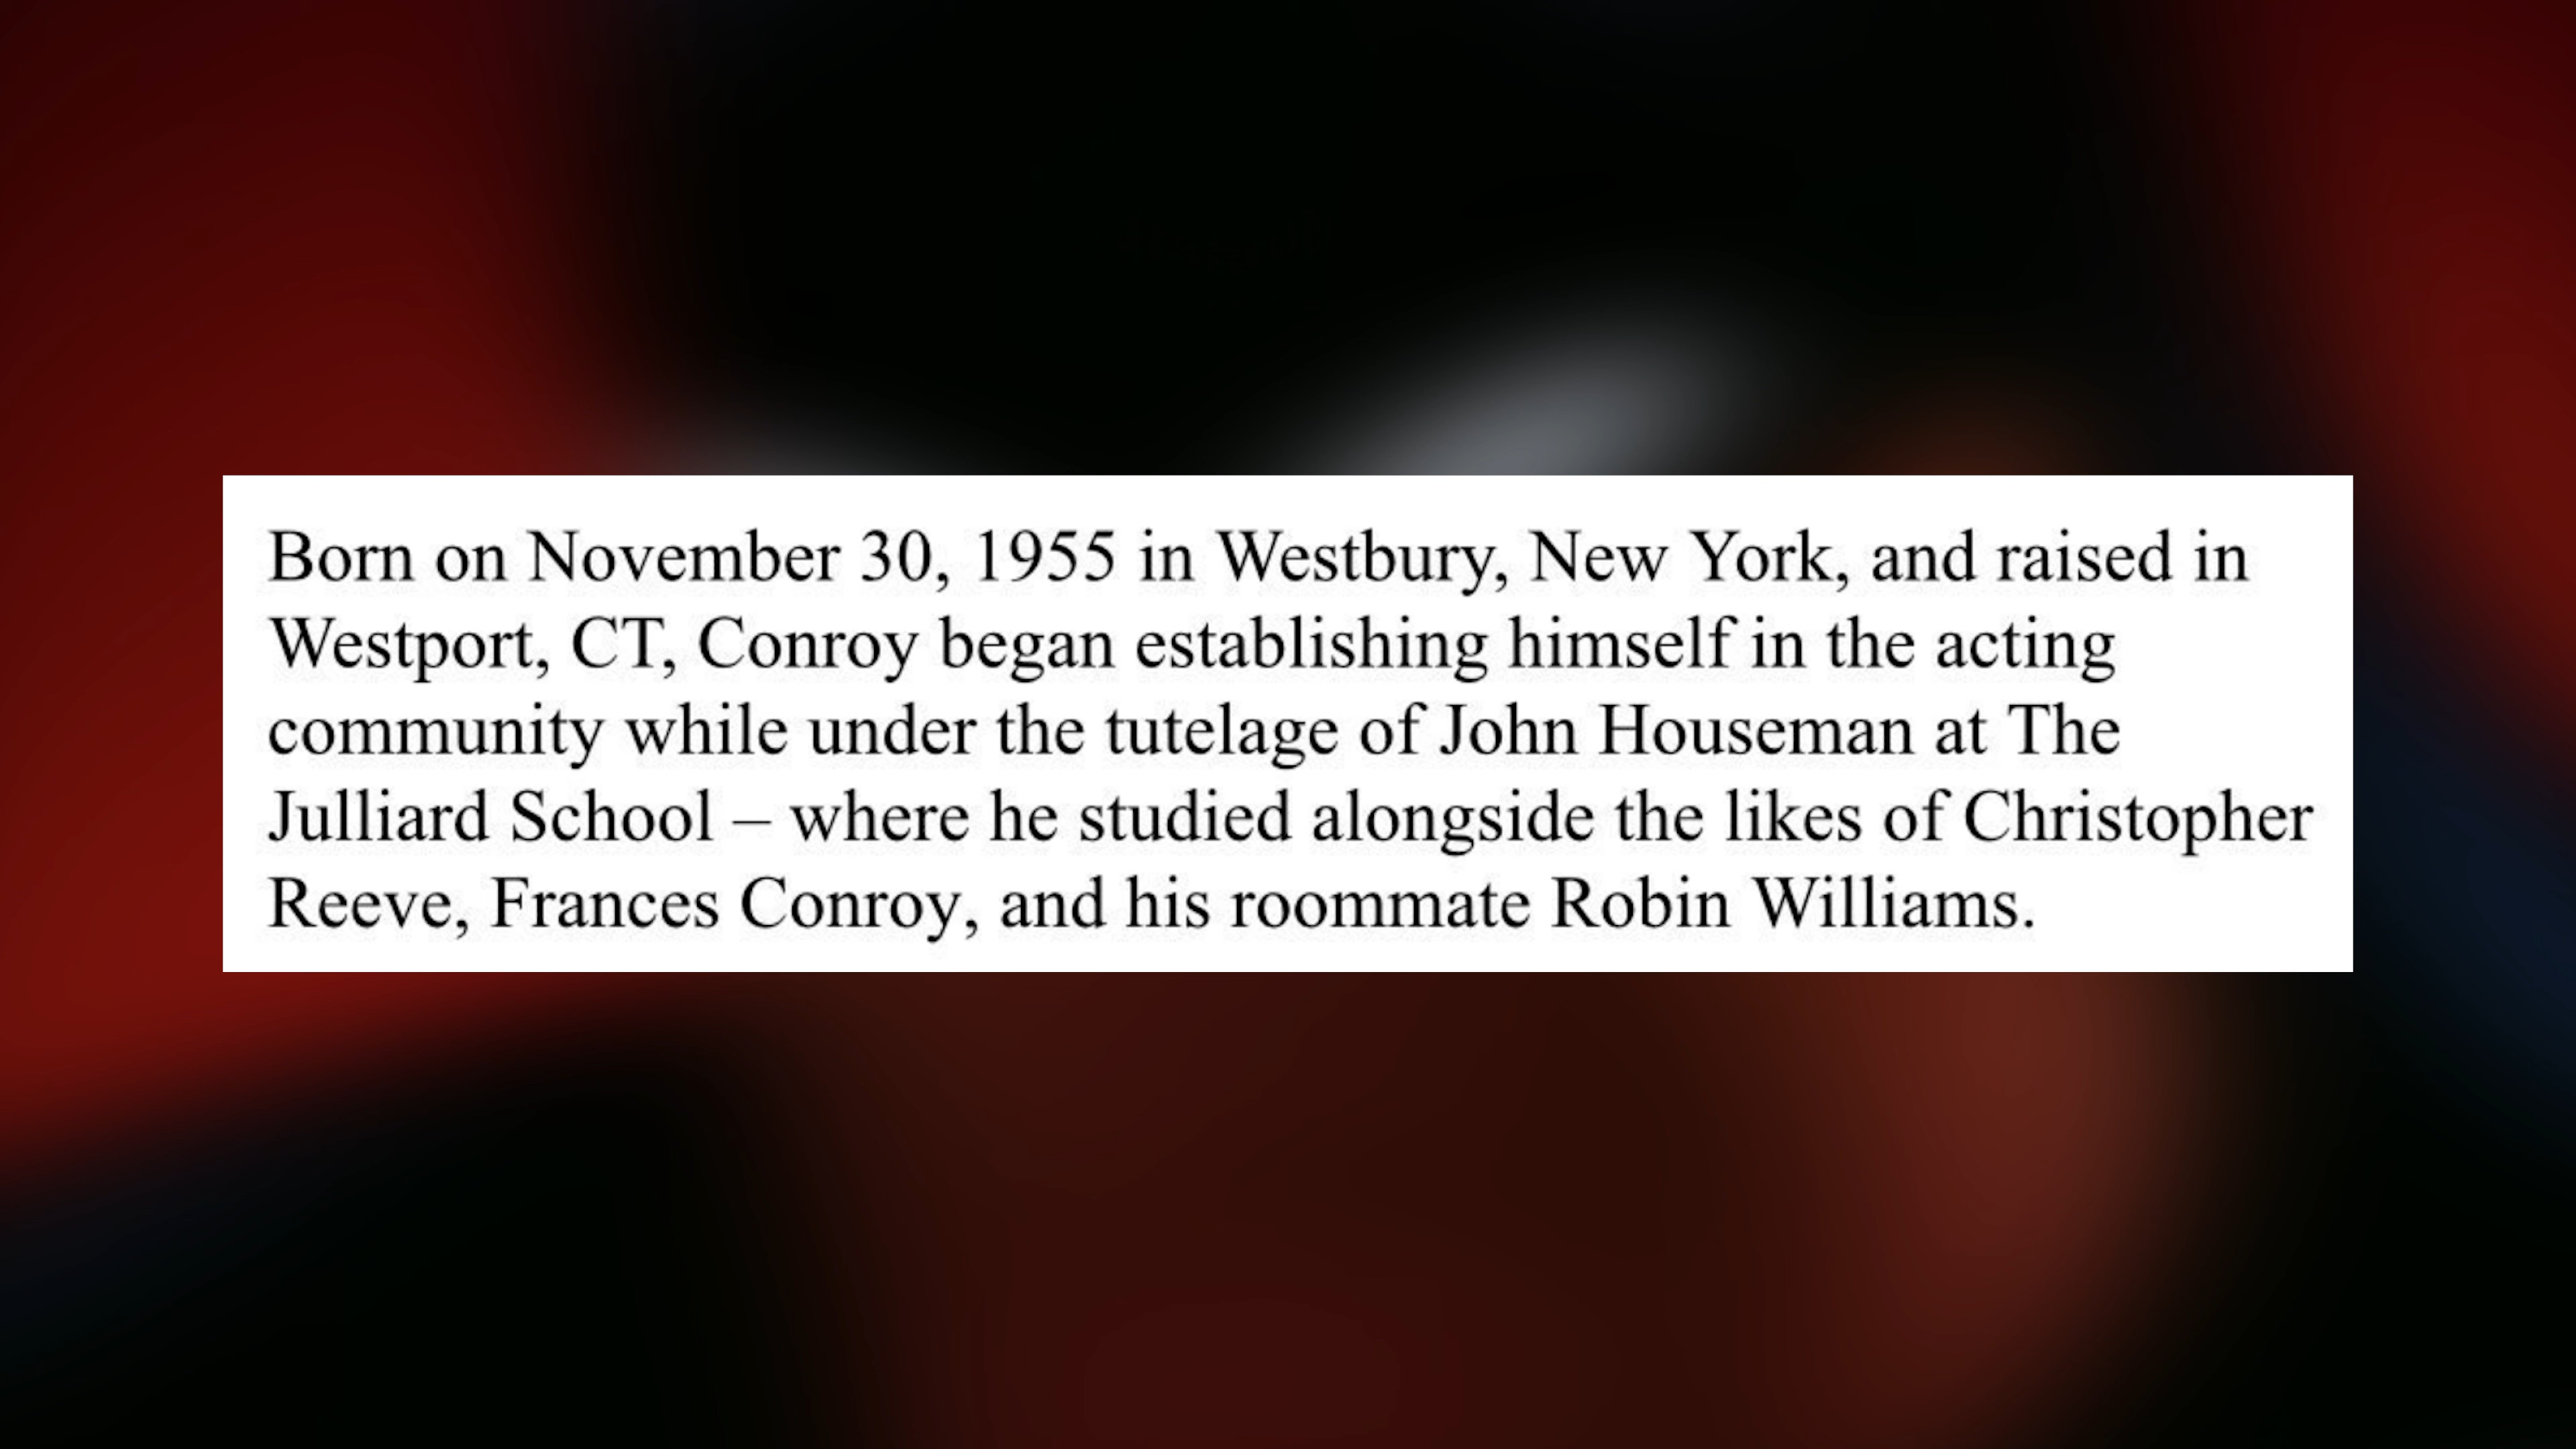 Born on November 30, 1955 in Westbury, New York, and raised in
Westport, CT, Conroy began establishing himself in the acting
community while under the tutelage of John Houseman at The
Julliard School – where he studied alongside the likes of Christopher
Reeve, Frances Conroy, and his roommate Robin Williams.